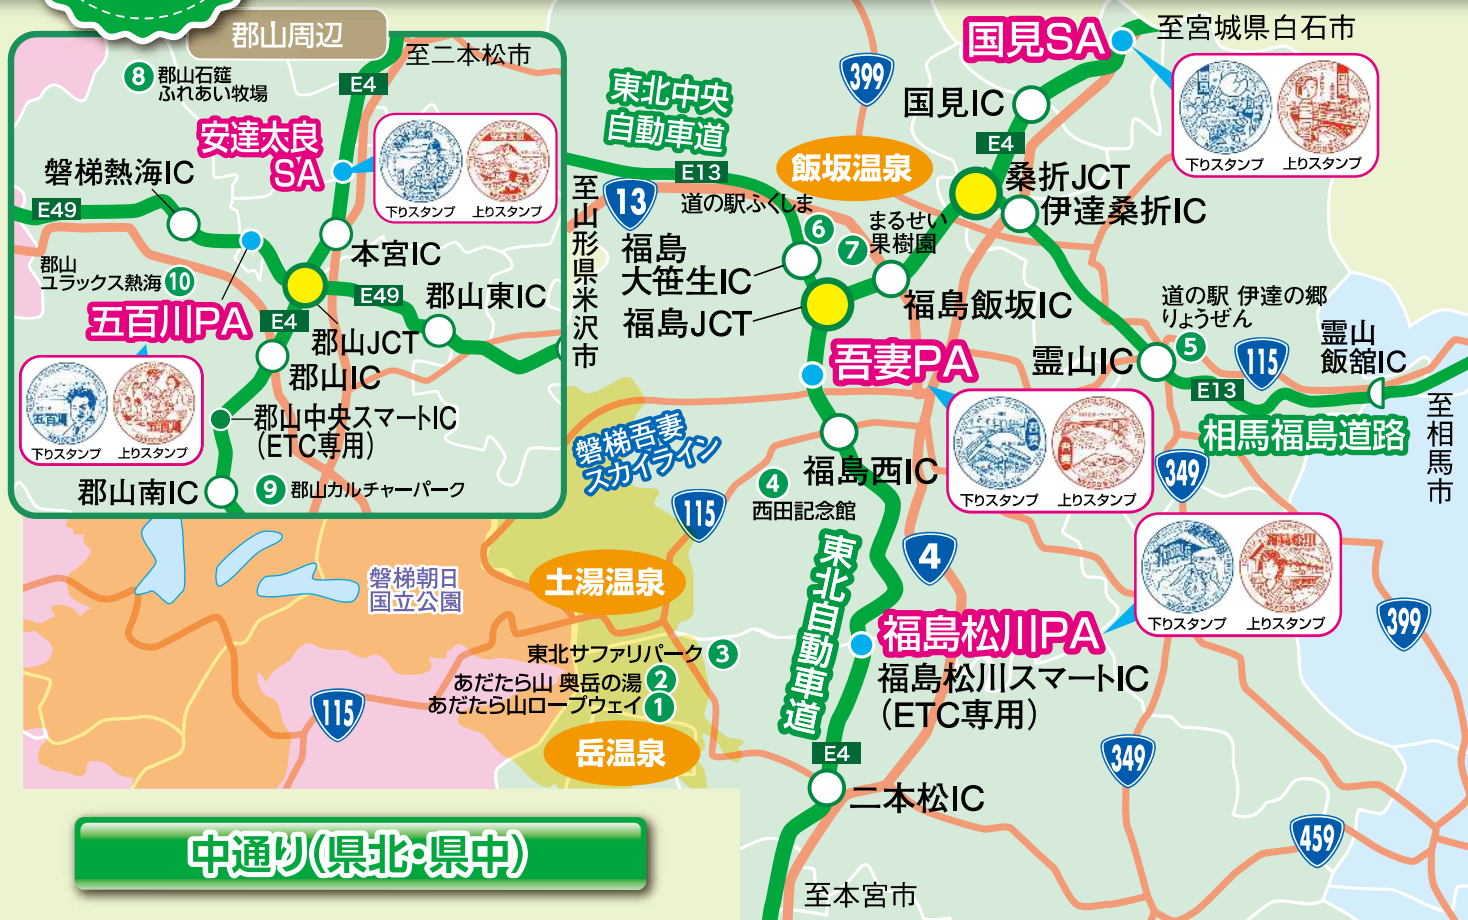 郡山周辺
至二本松市
8
郡山石筵
ふれあい牧場
E4
安達太良
SA
下りスタンプ
上りスタンプ
磐梯熱海IC
E49
本宮IC
郡山
ユラックス熱海
10
五百川PA
E4
E49
郡山東IC
郡山JCT
郡山IC
五百川
五百川
下りスタンプ
上りスタンプ
郡山中央スマートIC
(ETC専用)
郡山南IC
9
郡山カルチャーパーク
国見SA
至宮城県白石市
下りスタンプ
上りスタンプ
399
国見IC
E4
東北中央
自動車道
E13
飯坂温泉
桑折JCT
伊達桑折IC
至山形県米沢市
13
道の駅ふくしま
6
7
まるせい
果樹園
福島
大笹生IC
福島JCT
福島飯坂IC
道の駅 伊達の郷
りょうぜん
5
霊山IC
115
霊山
飯舘IC
E13
相馬福島道路
至相馬市
吾妻PA
吾妻
吾妻
下りスタンプ
上りスタンプ
349
磐梯吾妻
スカイライン
福島西IC
4
西田記念館
115
4
東北自動車道
福島松川PA
下りスタンプ
上りスタンプ
399
福島松川スマートIC
(ETC専用)
磐梯朝日
国立公園
土湯温泉
東北サファリパーク
3
あだたら山 奥岳の湯
2
あだたら山ロープウェイ
1
岳温泉
115
E4
二本松IC
349
459
至本宮市
中通り(県北・県中)